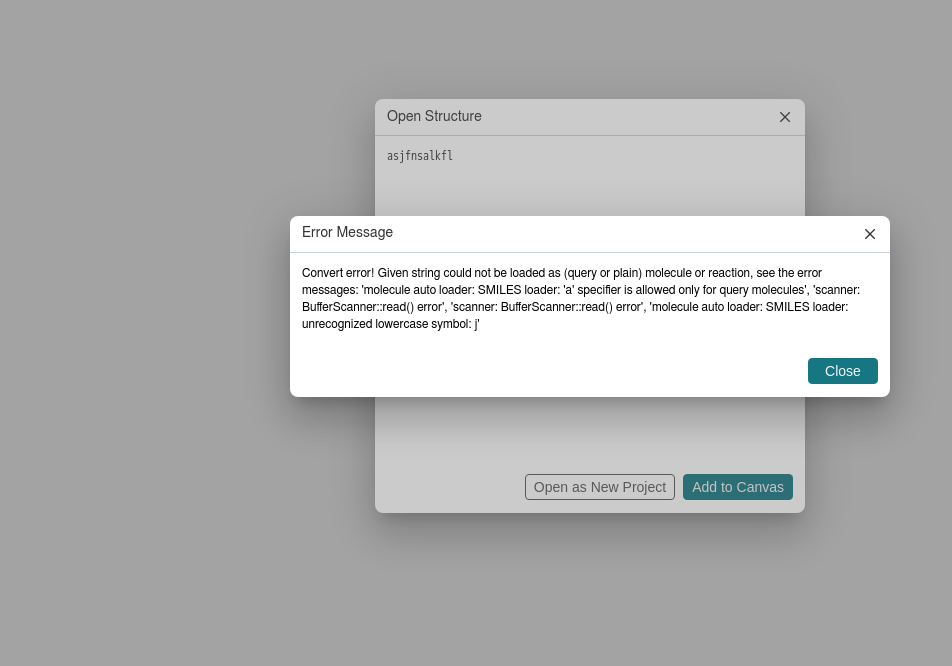 Open Structure
asjfnsalkfl
Error Message
Convert error! Given string could not be loaded as (query or plain) molecule or reaction, see the error
messages: 'molecule auto loader: SMILES loader: 'a' specifier is allowed only for query molecules', 'scanner:
BufferScanner::read() error', 'scanner: BufferScanner::read() error', 'molecule auto loader: SMILES loader:
unrecognized lowercase symbol: j'
Close
Open as New Project
Add to Canvas